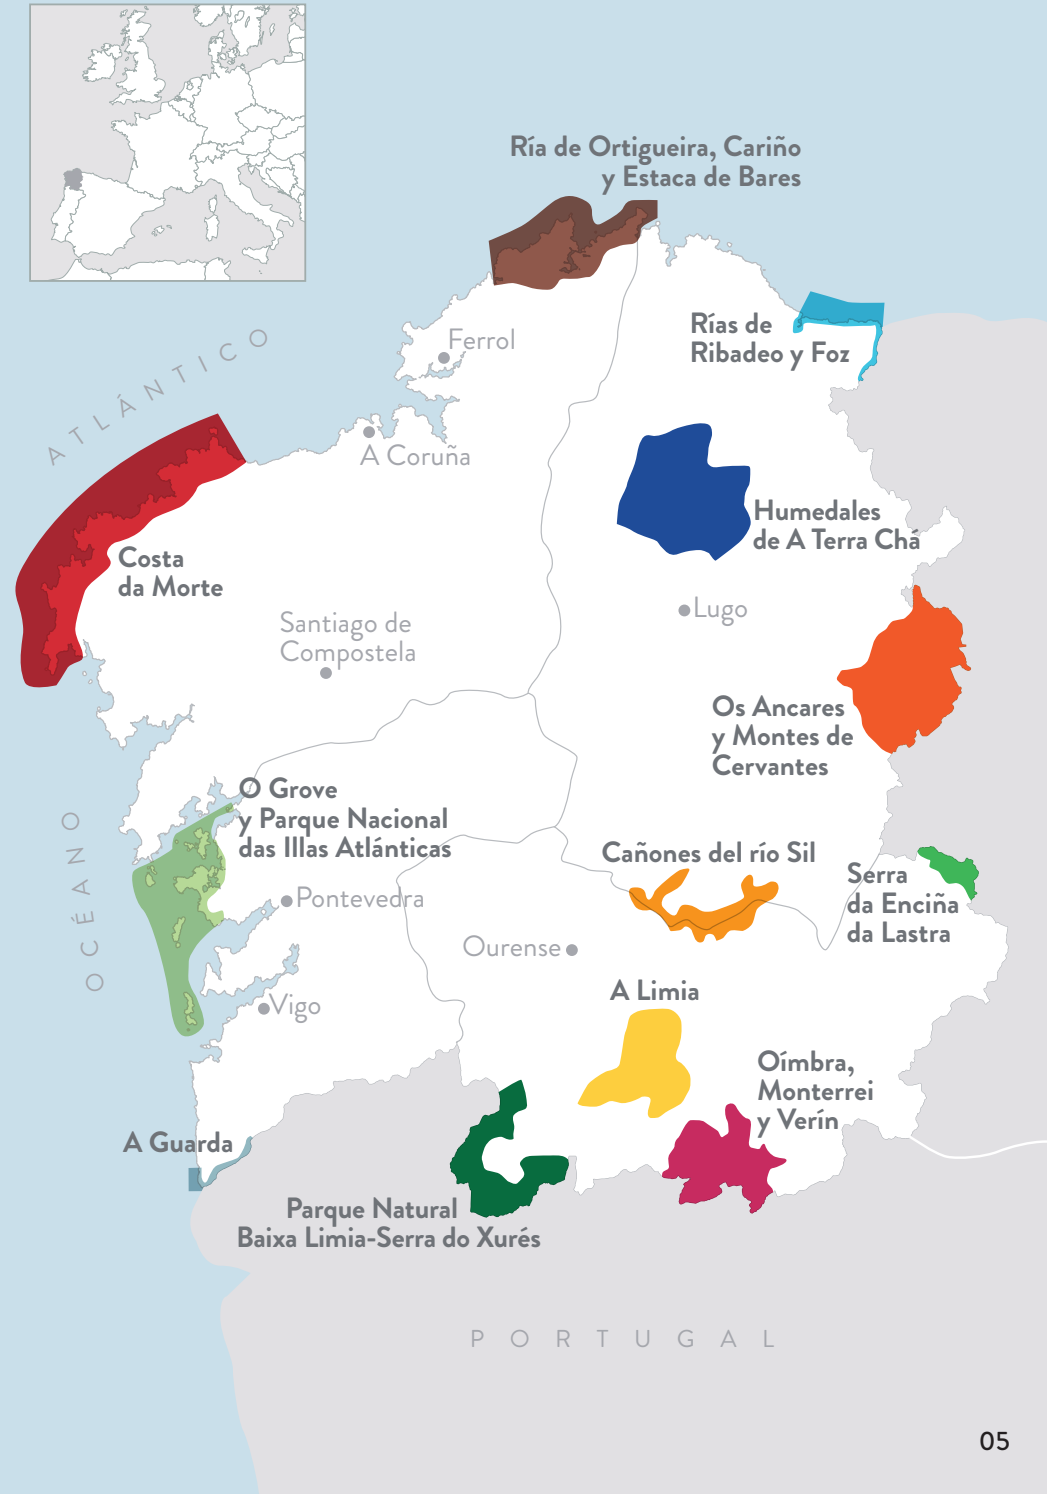 Ría de Ortigueira, Cariño
y Estaca de Bares
Rías de
Ribadeo y Foz
Ferrol
ATLÁNTICO
A Coruña
Humedales
de A Terra Chá
Costa
da Morte
Lugo
Santiago de
Compostela
Os Ancares
y Montes de
Cervantes
O Grove
y Parque Nacional
das Illas Atlánticas
OCÉANO
Cañones del río Sil
Serra
da Enciña
da Lastra
Pontevedra
Ourense
A Limia
Vigo
Oímbra,
Monterrei
y Verín
A Guarda
Parque Natural
Baixa Limia-Serra do Xurés
PORTUGAL
05